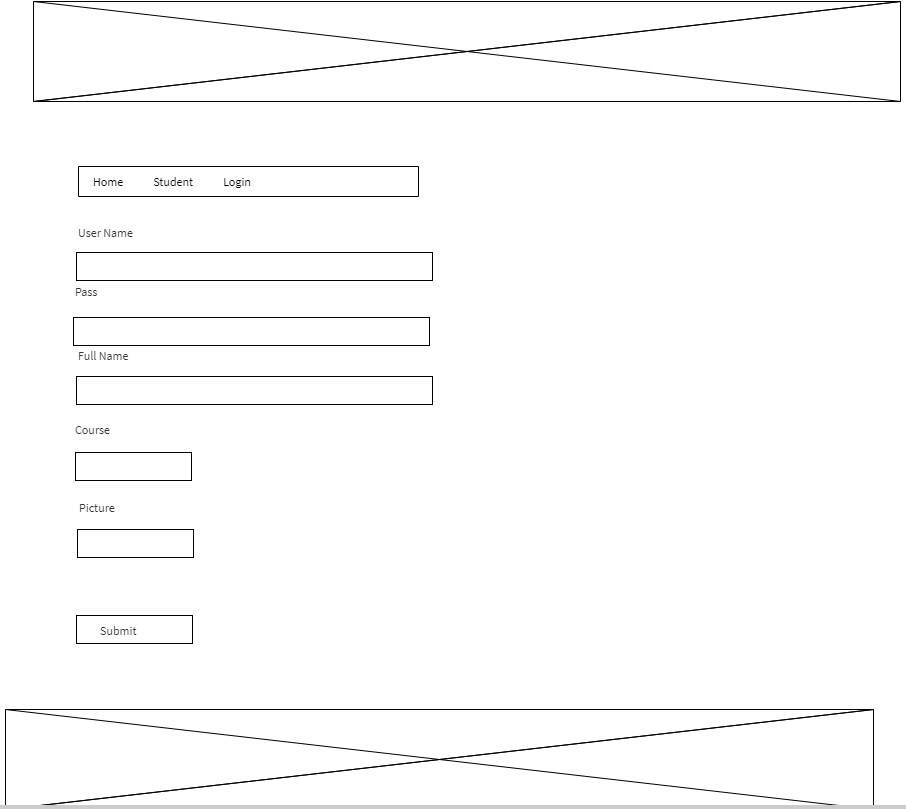 Home Student Login
User Name
Pass
Full Name
Course
Picture
Submit